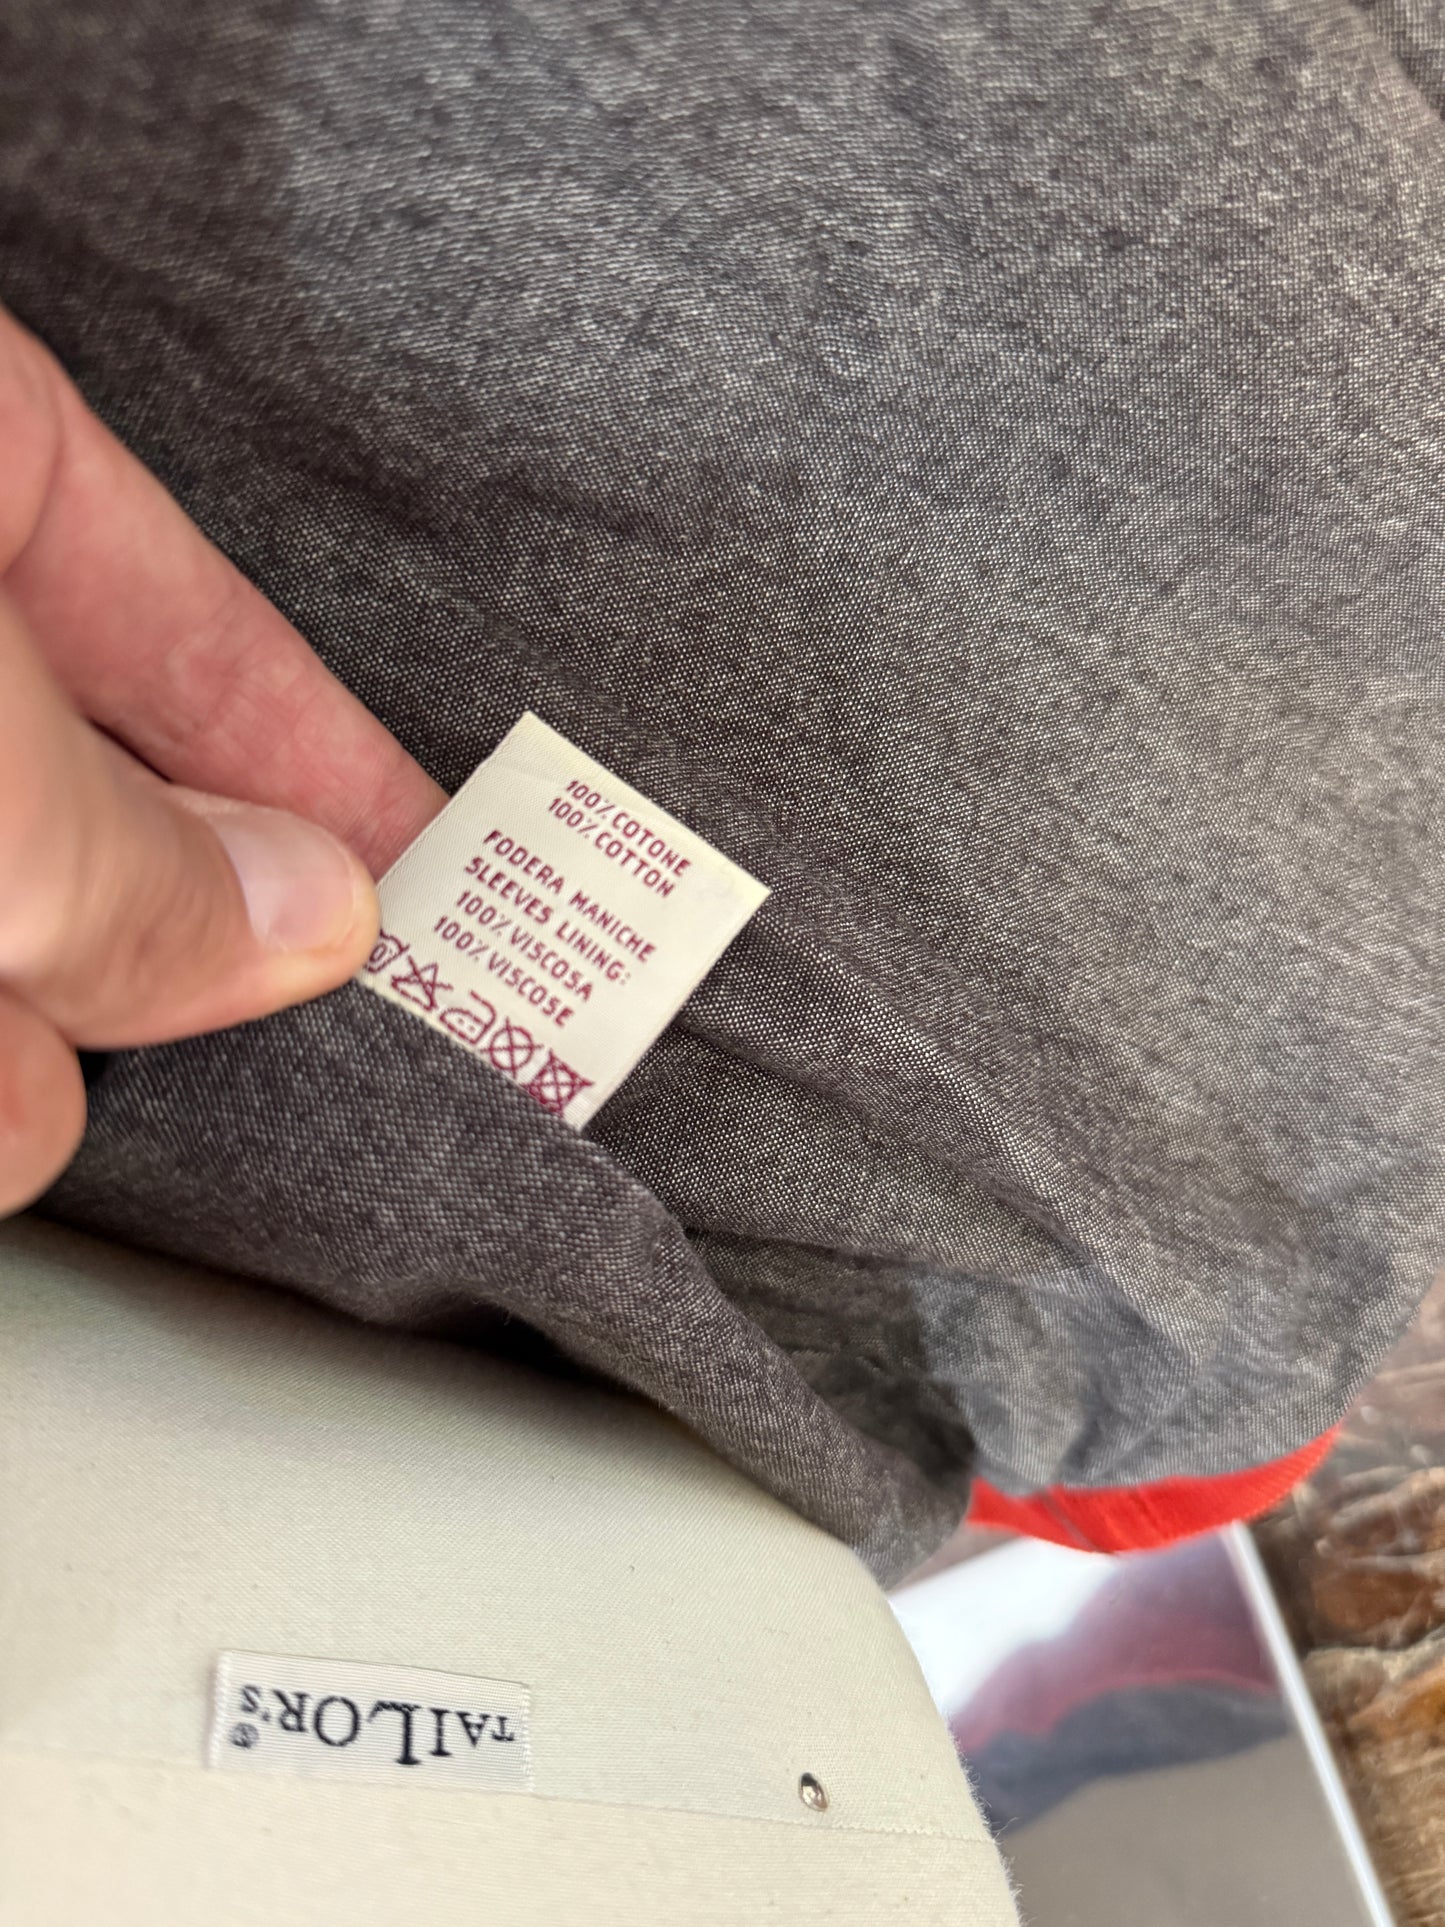 100% COTONE
100% COTTON
FODERA MANICHE
SLEEVES LINING:
100% VISCOSA
100% VISCOSE
TAILOR'S®